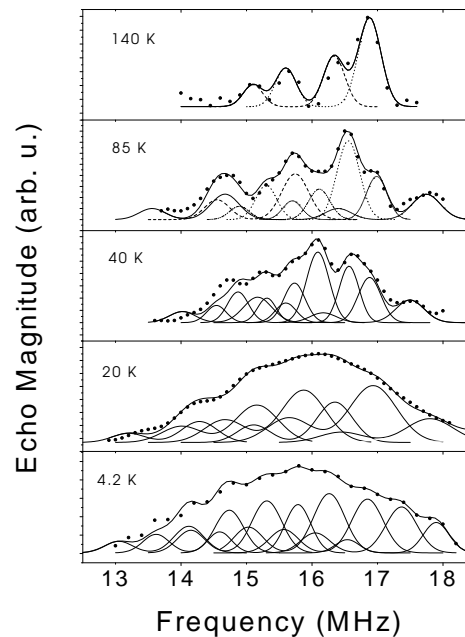 140 K
85 K
40 K
20 K
4.2 K
Echo Magnitude (arb. u.)
13 14 15 16 17 18
Frequency (MHz)